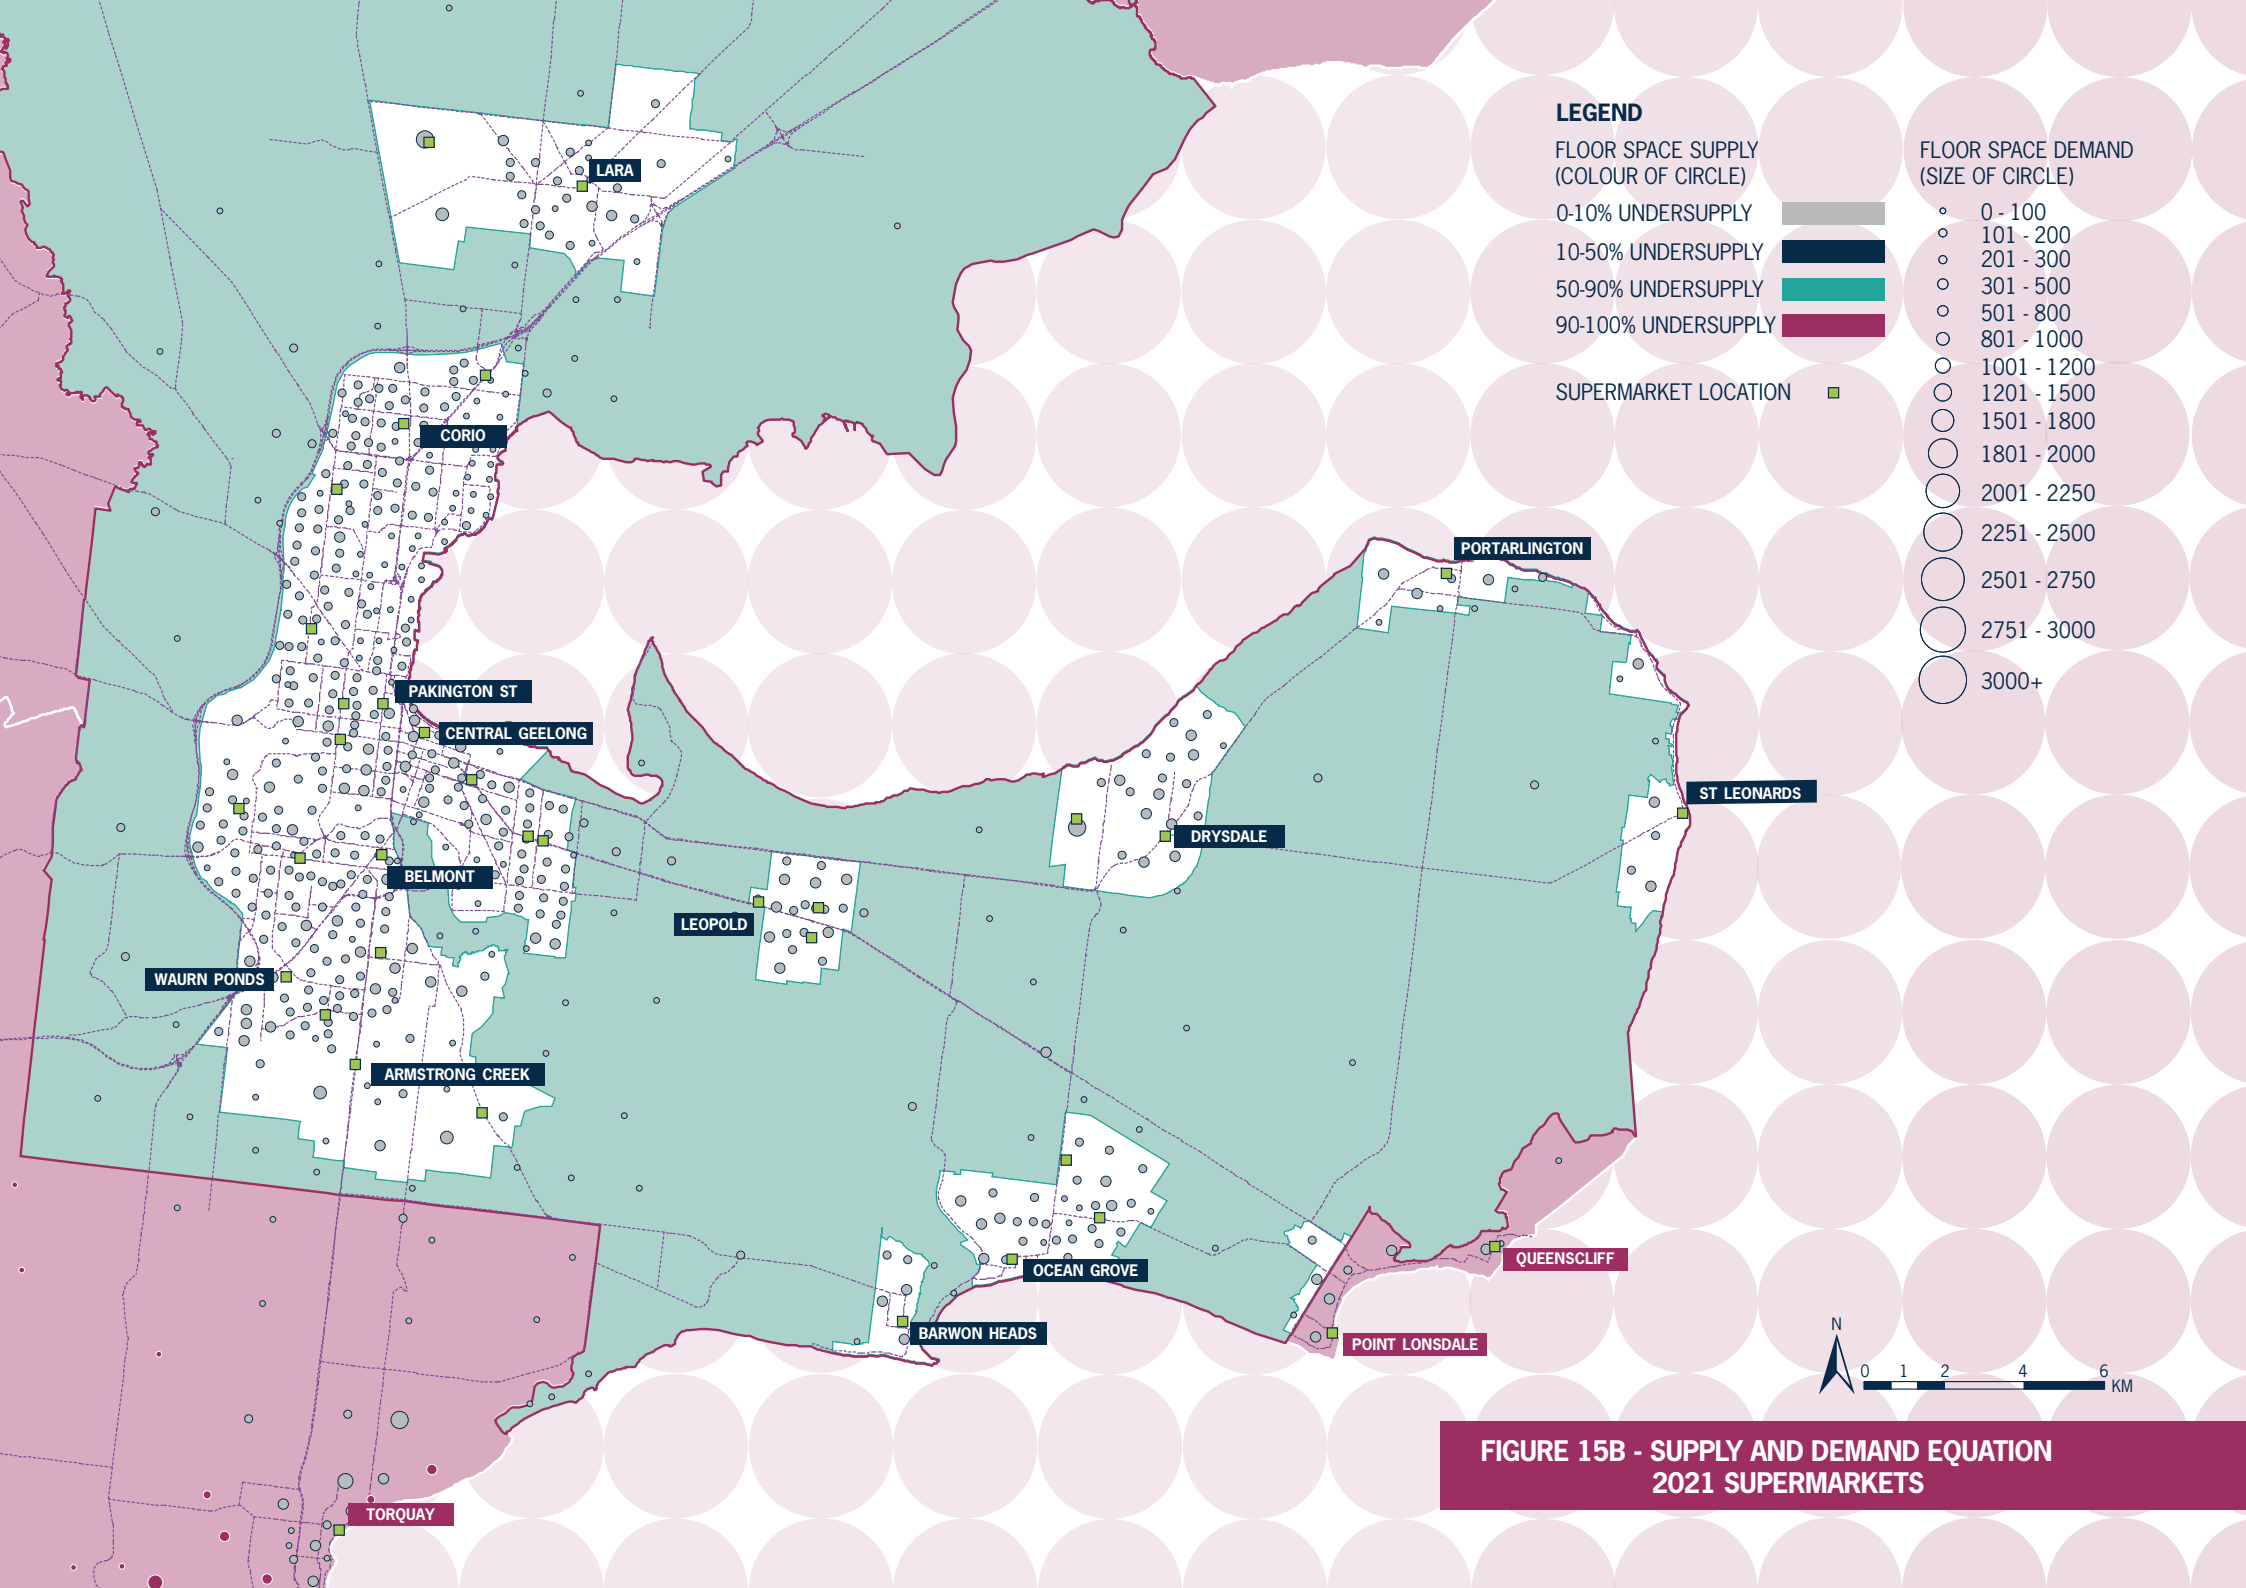 LEGEND
FLOOR SPACE SUPPLY
(COLOUR OF CIRCLE)
0-10% UNDERSUPPLY
10-50% UNDERSUPPLY
50-90% UNDERSUPPLY
90-100% UNDERSUPPLY
SUPERMARKET LOCATION
FLOOR SPACE DEMAND
(SIZE OF CIRCLE)
0 - 100
101 - 200
201 - 300
301 - 500
501 - 800
801 - 1000
1001 - 1200
1201 - 1500
1501 - 1800
1801 - 2000
2001 - 2250
2251 - 2500
2501 - 2750
2751 - 3000
3000+
LARA
CORIO
PORTARLINGTON
PAKINGTON ST
CENTRAL GEELONG
ST LEONARDS
DRYSDALE
BELMONT
LEOPOLD
WAURN PONDS
ARMSTRONG CREEK
OCEAN GROVE
QUEENSCLIFF
BARWON HEADS
POINT LONSDALE
TORQUAY
N
0 1 2 4 6
KM
FIGURE 15B - SUPPLY AND DEMAND EQUATION
2021 SUPERMARKETS